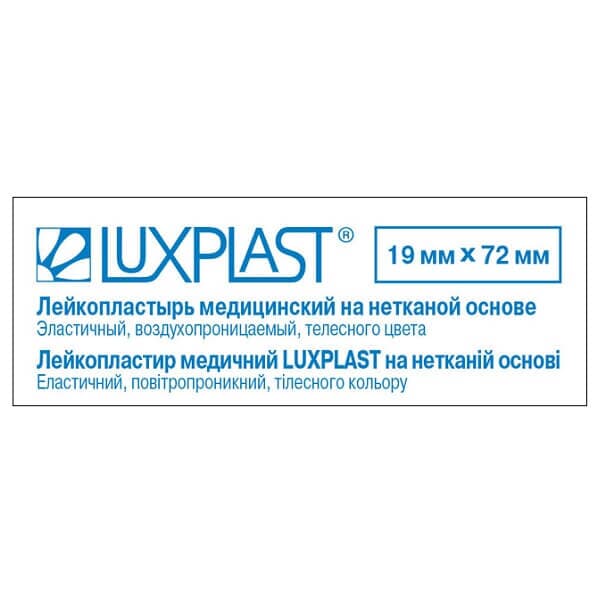 LUXPLAST®
19 мм х 72 мм
Лейкопластырь медицинский на нетканой основе
Эластичный, воздухопроницаемый, телесного цвета
Лейкопластир медичний LUXPLAST на нетканій основі
Еластичний, повітропроникний, тілесного кольору